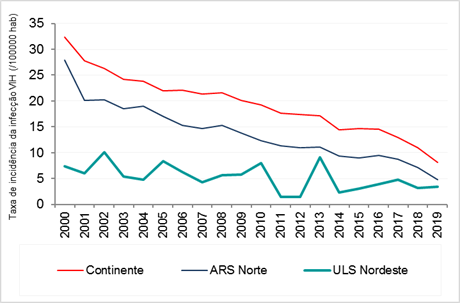 Taxa de incidência da infecção VIH (/100000 hab)
35
30
25
20
15
10
5
0
2000 2001 2002 2003 2004 2005 2006 2007 2008 2009 2010 2011 2012 2013 2014 2015 2016 2017 2018 2019
Continente ARS Norte ULS Nordeste